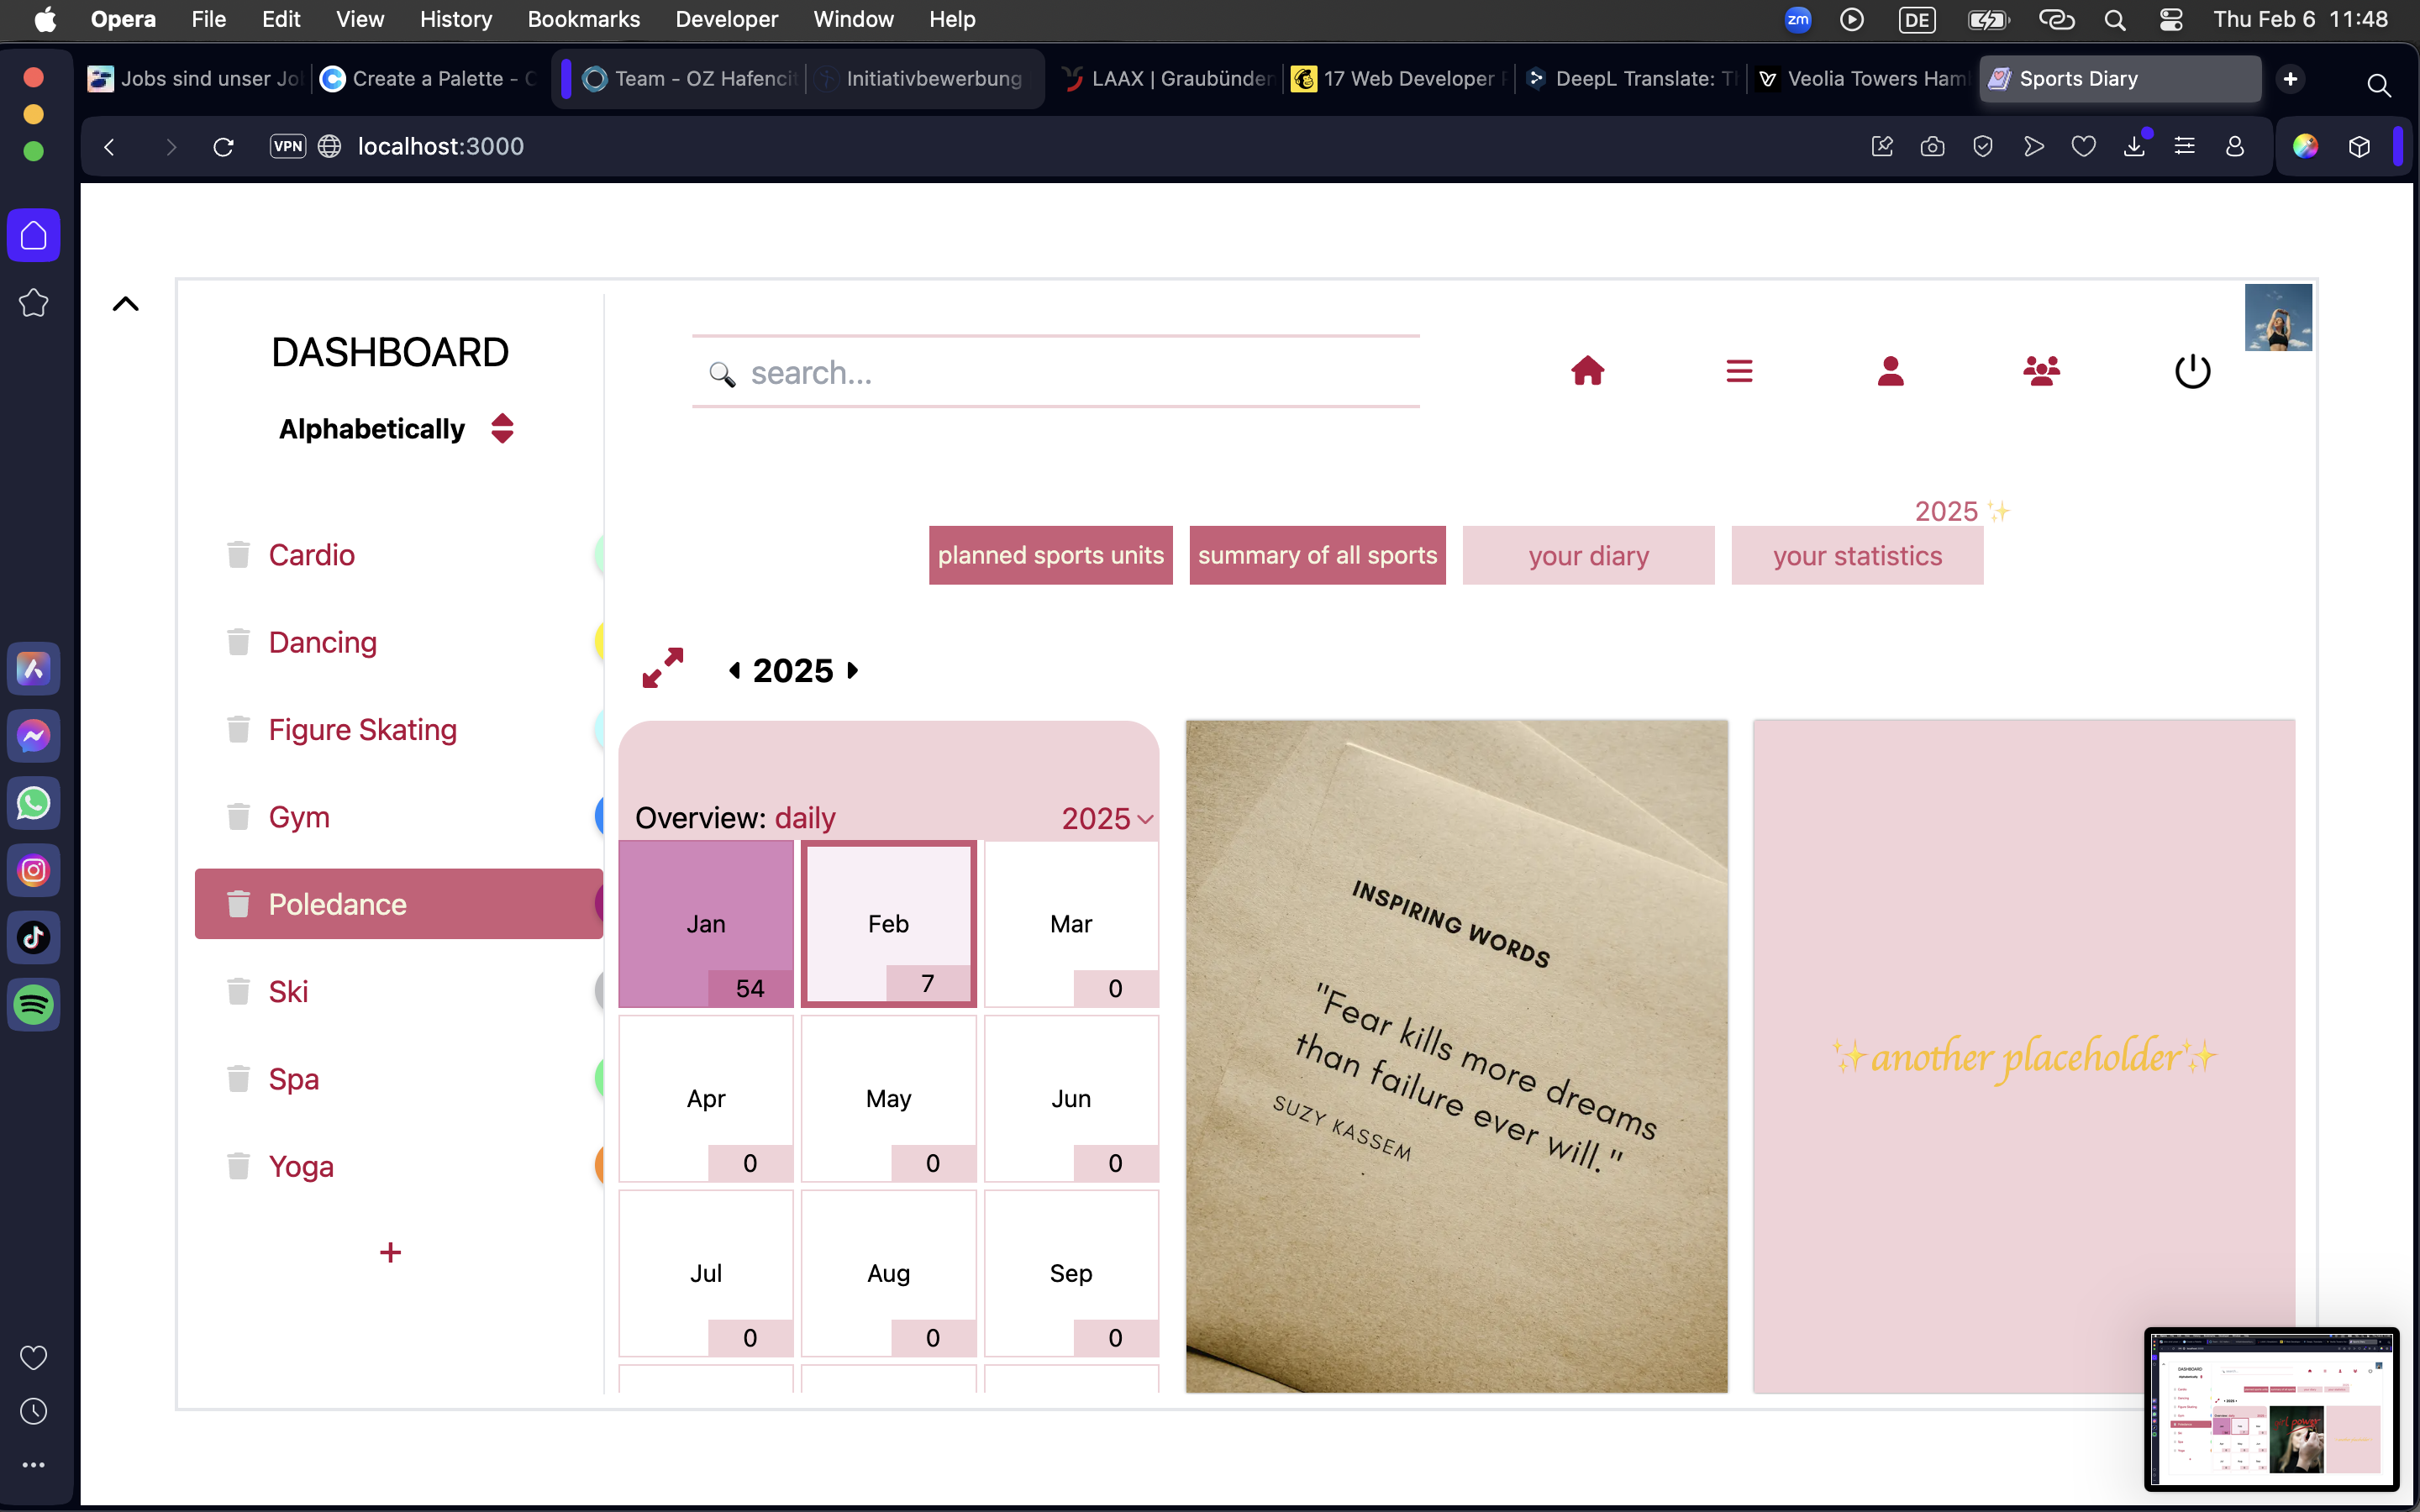 Opera File Edit View History Bookmarks Developer Window Help
zm DE Thu Feb 6 11:48
Jobs sind unser Jo
Create a Palette - C
Team - OZ Hafencit
Initiativbewerbung
LAAX | Graubünden
17 Web Developer
DeepL Translate: T
Veolia Towers Ham
Sports Diary
VPN localhost:3000
DASHBOARD
Alphabetically
search...
2025 ✨
planned sports units
summary of all sports
your diary
your statistics
Cardio
Dancing
Figure Skating
Gym
Poledance
Ski
Spa
Yoga
+
2025
Overview: daily 2025
Jan
54
Feb
7
Mar
0
Apr
0
May
0
Jun
0
Jul
0
Aug
0
Sep
0
INSPIRING WORDS
"Fear kills more dreams
than failure ever will."
SUZY KASSEM
✨another placeholder✨